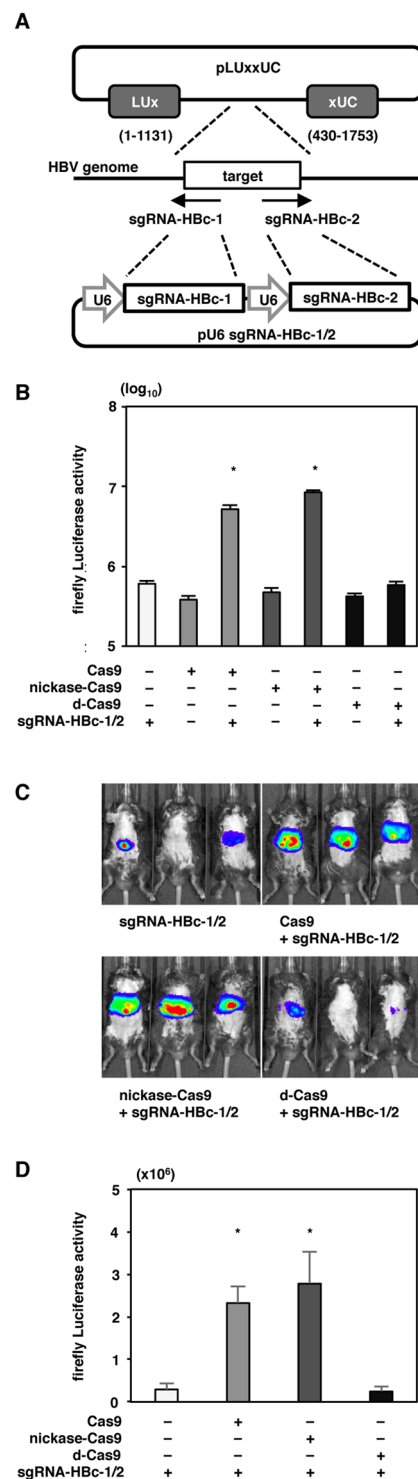 A
pLUxxUC
LUx xUC
(1-1131) (430-1753)
HBV genome
target
sgRNA-HBc-1 sgRNA-HBc-2
U6 sgRNA-HBc-1 U6 sgRNA-HBc-2
pU6 sgRNA-HBc-1/2
B
(log10)
firefly Luciferase activity
8
7
6
5
* *
Cas9 – + + – – – –
nickase-Cas9 – – – + + – –
d-Cas9 – – – – – + +
sgRNA-HBc-1/2 + – + – + – +
C
sgRNA-HBc-1/2
Cas9
+ sgRNA-HBc-1/2
nickase-Cas9
+ sgRNA-HBc-1/2
d-Cas9
+ sgRNA-HBc-1/2
D
(x10⁶)
firefly Luciferase activity
5
4
3
2
1
0
* *
Cas9 – + – –
nickase-Cas9 – – + –
d-Cas9 – – – +
sgRNA-HBc-1/2 + + + +